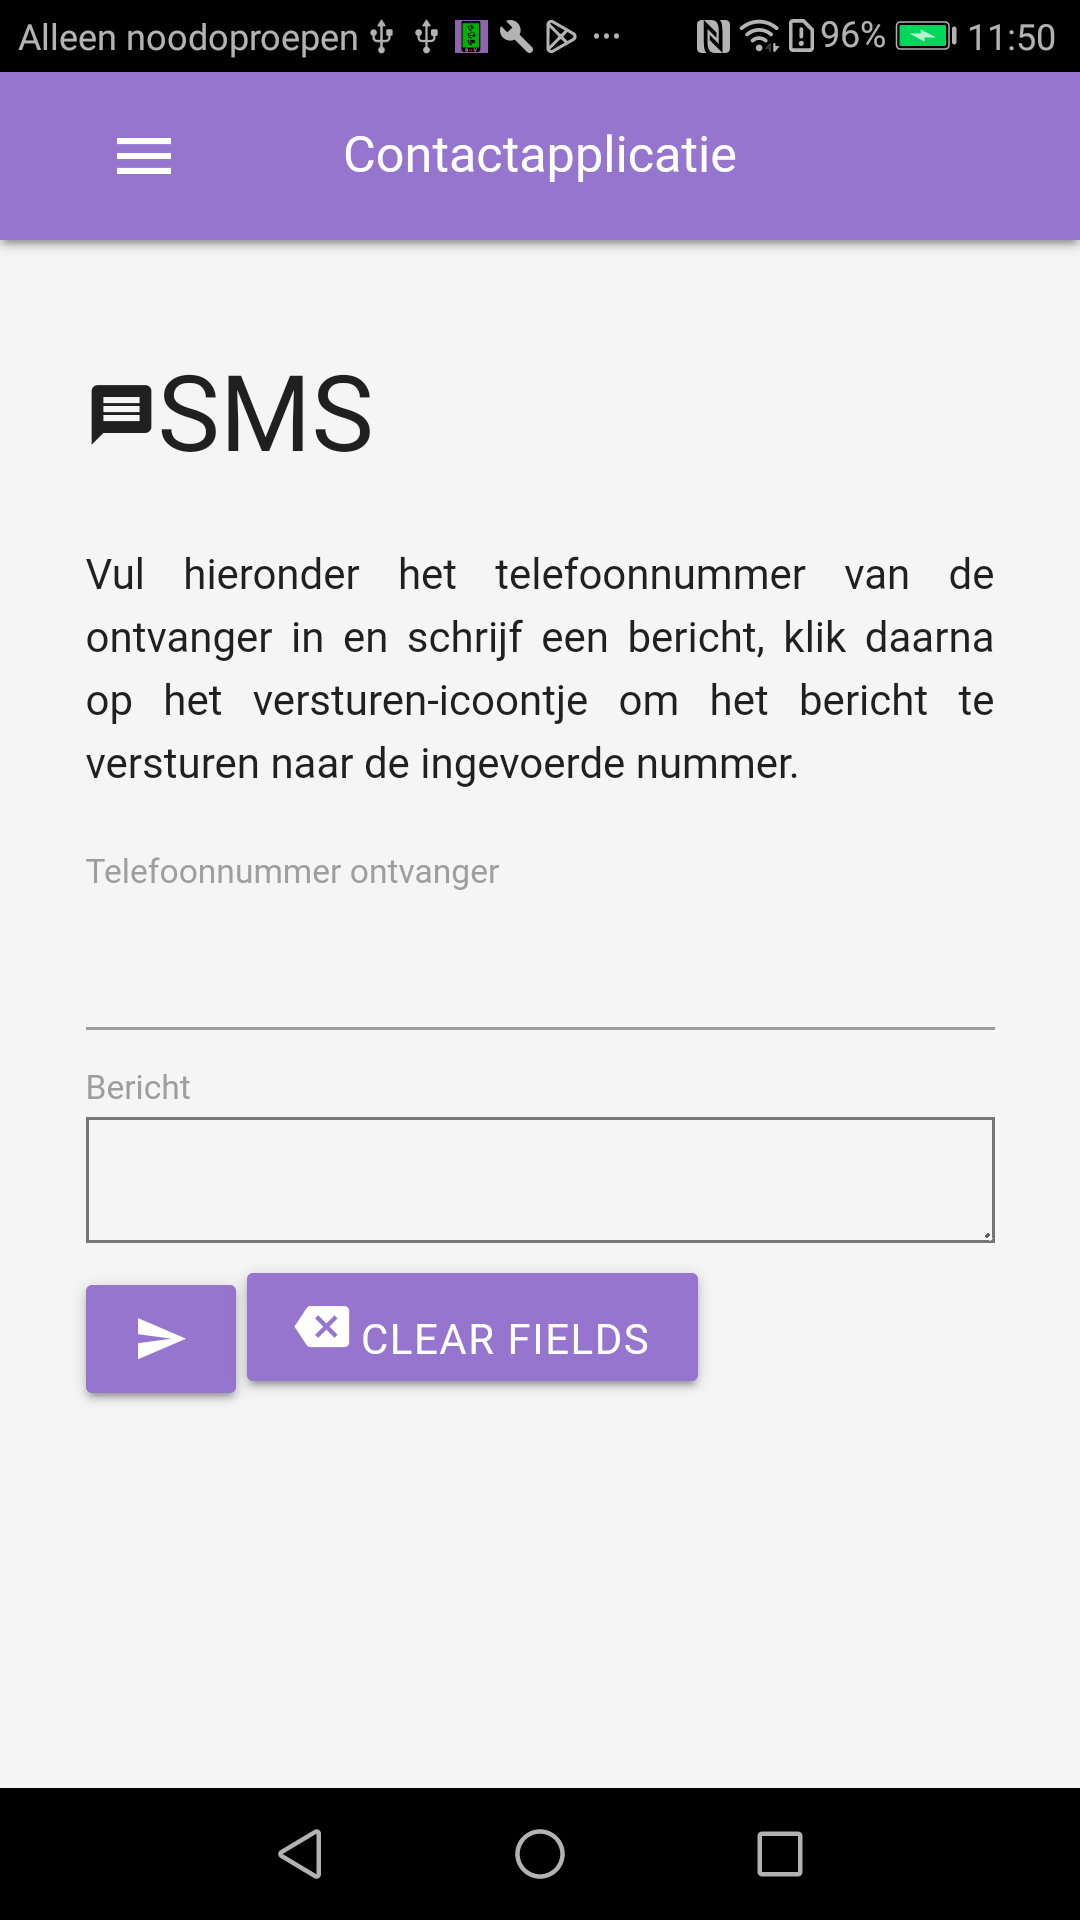 Alleen noodoproepen 96% 11:50
Contactapplicatie
SMS
Vul hieronder het telefoonnummer van de
ontvanger in en schrijf een bericht, klik daarna
op het versturen-icoontje om het bericht te
versturen naar de ingevoerde nummer.
Telefoonnummer ontvanger
Bericht
CLEAR FIELDS